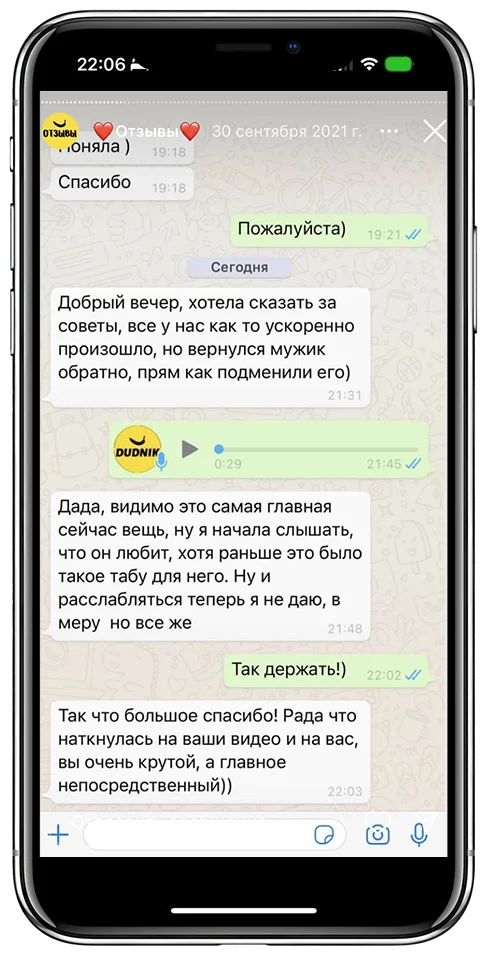 22:06
ОТЗЫВЫ
❤️Отзывы❤️ 30 сентября 2021 г.
Поняла )
19:18
Спасибо
19:18
Пожалуйста)
19:21
Сегодня
Добрый вечер, хотела сказать за
советы, все у нас как то ускоренно
произошло, но вернулся мужик
обратно, прям как подменили его)
21:31
DUDNIK
0:29
21:45
Дада, видимо это самая главная
сейчас вещь, ну я начала слышать,
что он любит, хотя раньше это было
такое табу для него. Ну и
расслабляться теперь я не даю, в
меру но все же
21:48
Так держать!)
22:02
Так что большое спасибо! Рада что
наткнулась на ваши видео и на вас,
вы очень крутой, а главное
непосредственный))
22:03